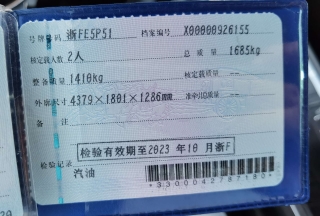 号牌号码 浙FE5P51 档案编号 X00000926155
核定载人数 2人 总质量 1685kg
整备质量 1410kg 核定载质量 --
外廓尺寸 4379×1801×1286mm 准牵引总质量 --
备注
检验有效期至2023年10月浙F
检验记录
汽油